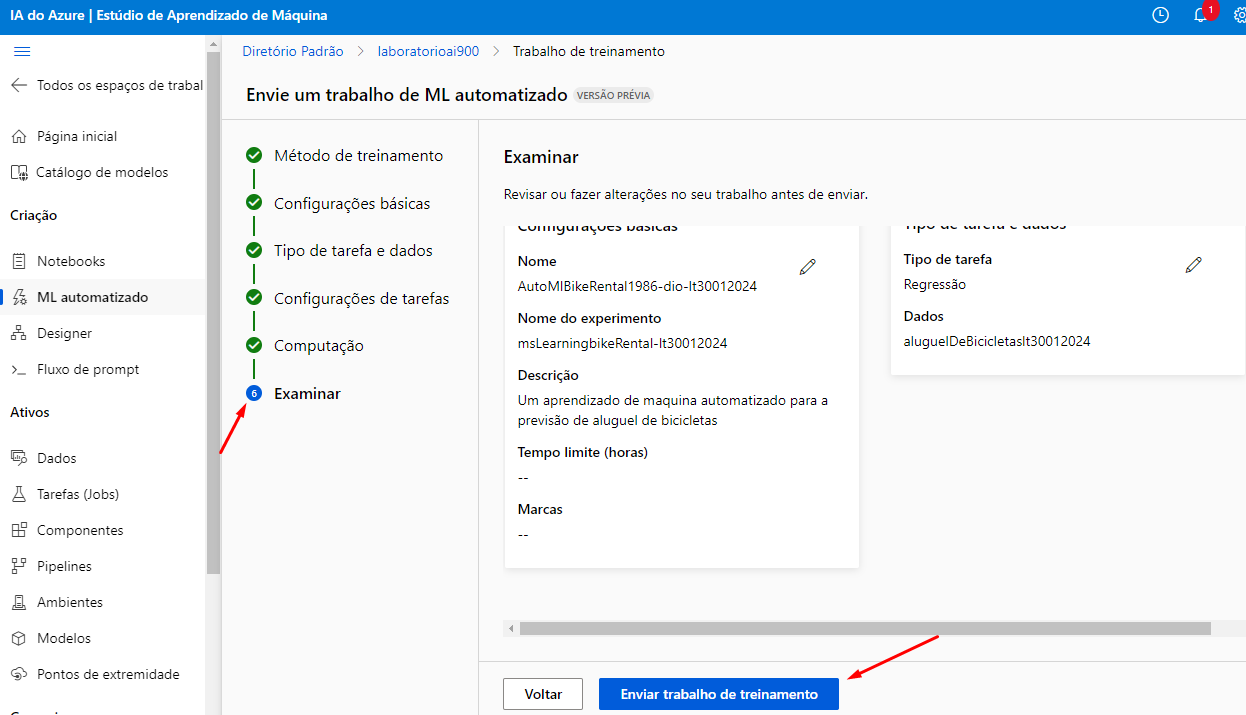 IA do Azure | Estúdio de Aprendizado de Máquina
1
Diretório Padrão > laboratorioai900 > Trabalho de treinamento
Todos os espaços de trabal
Envie um trabalho de ML automatizado VERSÃO PRÉVIA
Página inicial
Catálogo de modelos
Criação
Notebooks
ML automatizado
Designer
Fluxo de prompt
Ativos
Dados
Tarefas (Jobs)
Componentes
Pipelines
Ambientes
Modelos
Pontos de extremidade
Método de treinamento
Configurações básicas
Tipo de tarefa e dados
Configurações de tarefas
Computação
6 Examinar
Examinar
Revisar ou fazer alterações no seu trabalho antes de enviar.
Configurações básicas
Nome
AutoMlBikeRental1986-dio-lt30012024
Nome do experimento
msLearningbikeRental-lt30012024
Descrição
Um aprendizado de maquina automatizado para a
previsão de aluguel de bicicletas
Tempo limite (horas)
--
Marcas
--
Tipo de tarefa e dados
Tipo de tarefa
Regressão
Dados
aluguelDeBicicletaslt30012024
Voltar
Enviar trabalho de treinamento